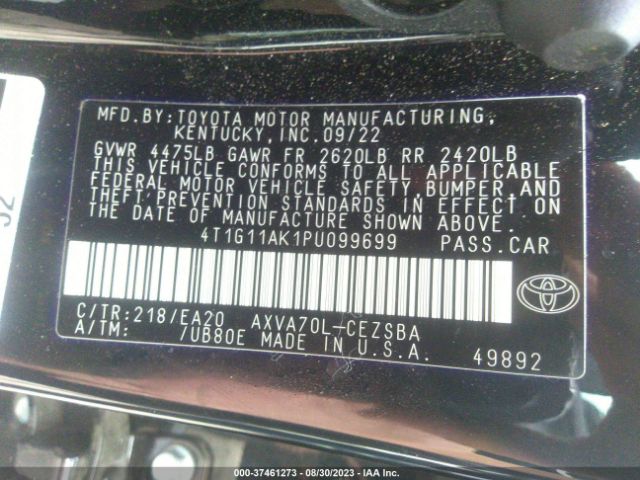 MFD.BY:TOYOTA MOTOR MANUFACTURING,
KENTUCKY,INC.09/22
GVWR 4475LB GAWR FR 2620LB RR 2420LB
THIS VEHICLE CONFORMS TO ALL APPLICABLE
FEDERAL MOTOR VEHICLE SAFETY,BUMPER,AND
THEFT PREVENTION STANDARDS IN EFFECT ON
THE DATE OF MANUFACTURE SHOWN ABOVE.
4T1G11AK1PU099699 PASS.CAR
C/TR:218/EA20 AXVA70L-CEZSBA
A/TM: /UB80E MADE IN U.S.A.
49892
TOYOTA
000-37461273 - 08/30/2023 - IAA Inc.